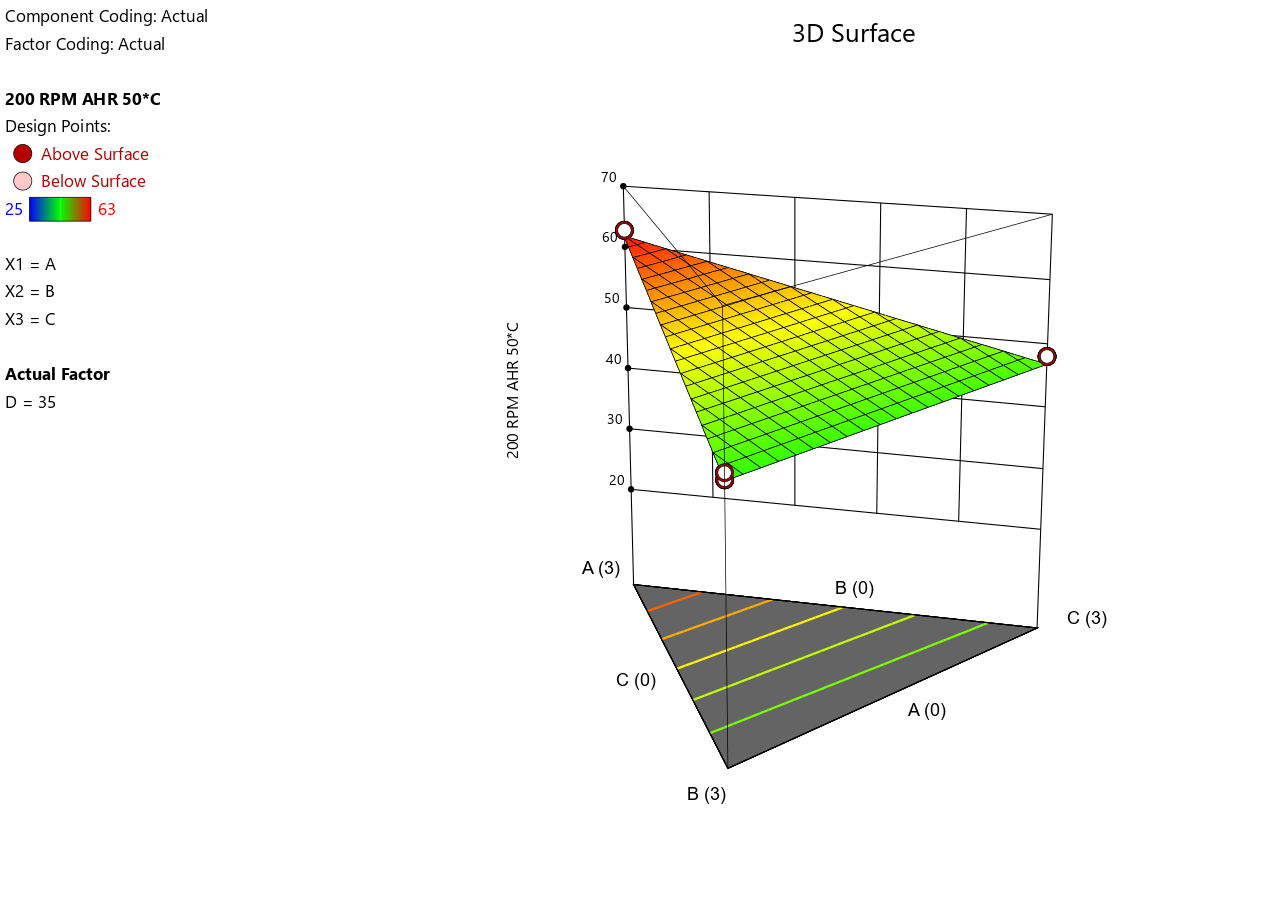 Component Coding: Actual
Factor Coding: Actual
200 RPM AHR 50*C
Design Points:
Above Surface
Below Surface
25 63
X1 = A
X2 = B
X3 = C
Actual Factor
D = 35
3D Surface
70
60
50
40
30
20
200 RPM AHR 50*C
A (3)
B (0)
C (3)
C (0)
A (0)
B (3)